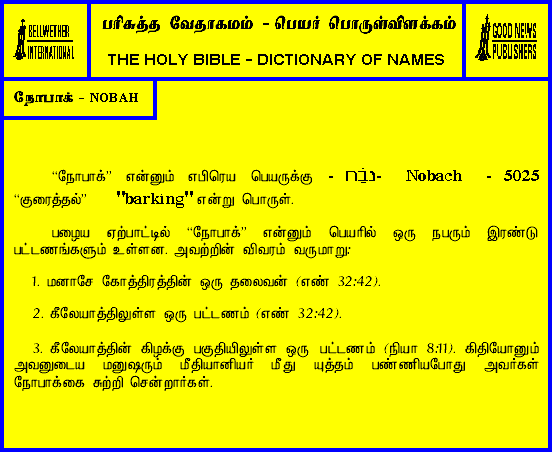 BELLWETHER
INTERNATIONAL
பரிசுத்த வேதாகமம் - பெயர் பொருள்விளக்கம்
THE HOLY BIBLE - DICTIONARY OF NAMES
GOOD NEWS
PUBLISHERS
நோபாக் - NOBAH
“நோபாக்” என்னும் எபிரெய பெயருக்கு - נֹבַח- Nobach - 5025
“குரைத்தல்” "barking" என்று பொருள்.
பழைய ஏற்பாட்டில் “நோபாக்” என்னும் பெயரில் ஒரு நபரும் இரண்டு
பட்டணங்களும் உள்ளன. அவற்றின் விவரம் வருமாறு:
1. மனாசே கோத்திரத்தின் ஒரு தலைவன் (எண் 32:42).
2. கீலேயாத்திலுள்ள ஒரு பட்டணம் (எண் 32:42).
3. கீலேயாத்தின் கிழக்கு பகுதியிலுள்ள ஒரு பட்டணம் (நியா 8:11). கிதியோனும்
அவனுடைய மனுஷரும் மீதியானியர் மீது யுத்தம் பண்ணியபோது அவர்கள்
நோபாக்கை சுற்றி சென்றார்கள்.